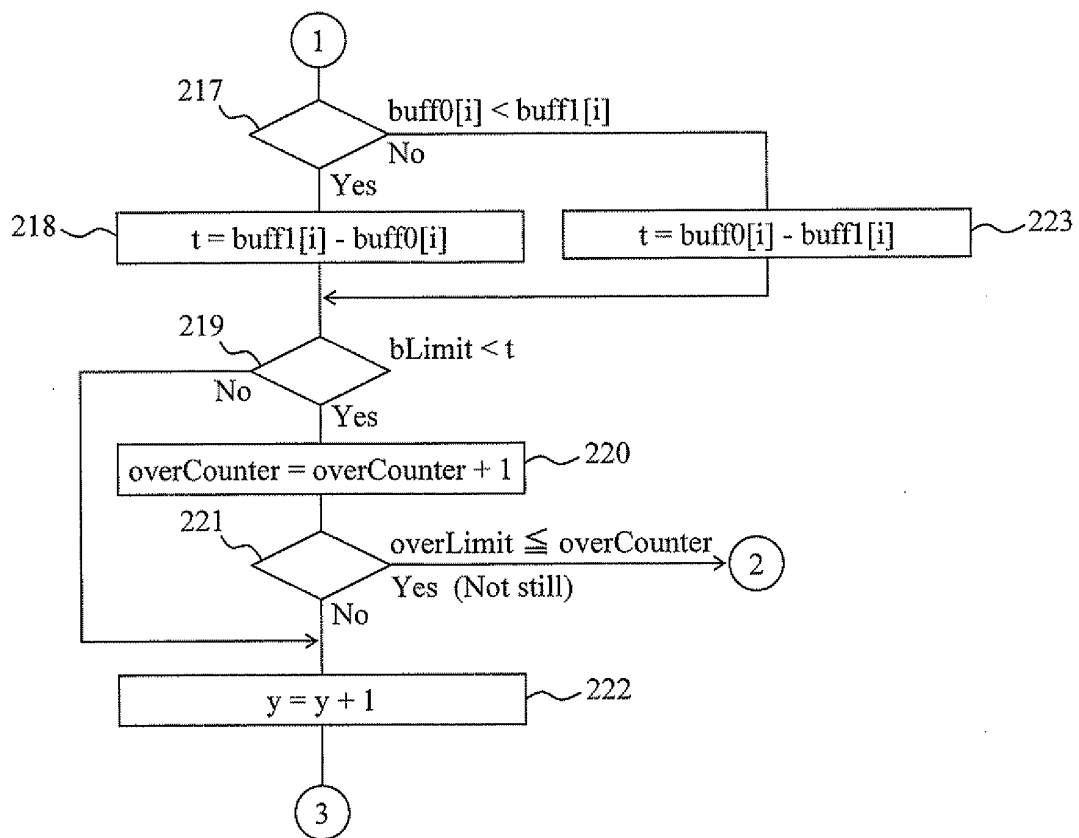 1
217
buff0[i] < buff1[i]
No
Yes
218
t = buff1[i] - buff0[i]
t = buff0[i] - buff1[i]
223
219
bLimit < t
No
Yes
overCounter = overCounter + 1
220
221
overLimit ≦ overCounter
2
Yes (Not still)
No
y = y + 1
222
3